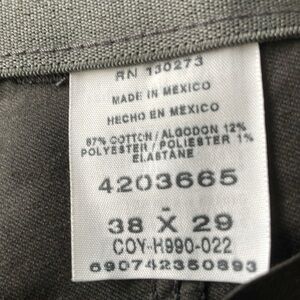 RN 130273
MADE IN MEXICO
HECHO EN MEXICO
87% COTTON/ALGODON 12%
POLYESTER/POLIESTER 1%
ELASTANE
4203665
38 X 29
COY-H990-022
690742350893